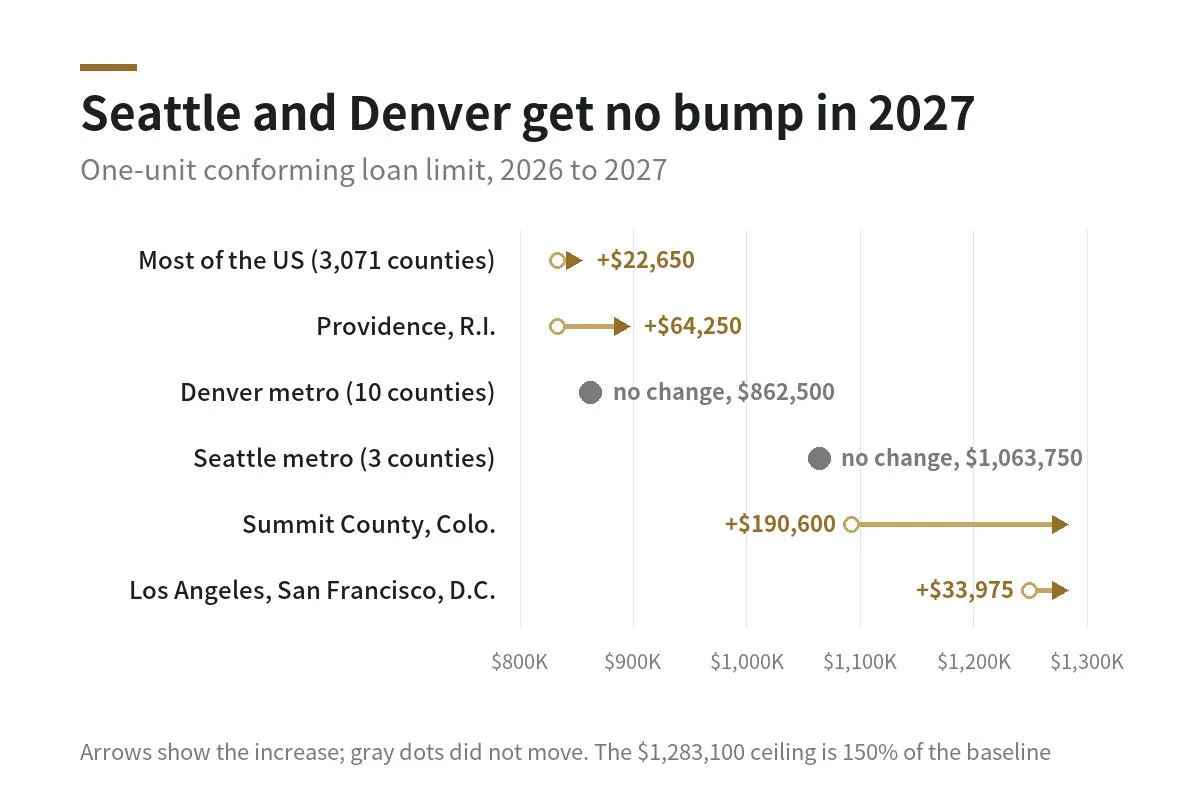 Seattle and Denver get no bump in 2027
One-unit conforming loan limit, 2026 to 2027
Most of the US (3,071 counties) +$22,650
Providence, R.I. +$64,250
Denver metro (10 counties) no change, $862,500
Seattle metro (3 counties) no change, $1,063,750
Summit County, Colo. +$190,600
Los Angeles, San Francisco, D.C. +$33,975
$800K $900K $1,000K $1,100K $1,200K $1,300K
Arrows show the increase; gray dots did not move. The $1,283,100 ceiling is 150% of the baseline